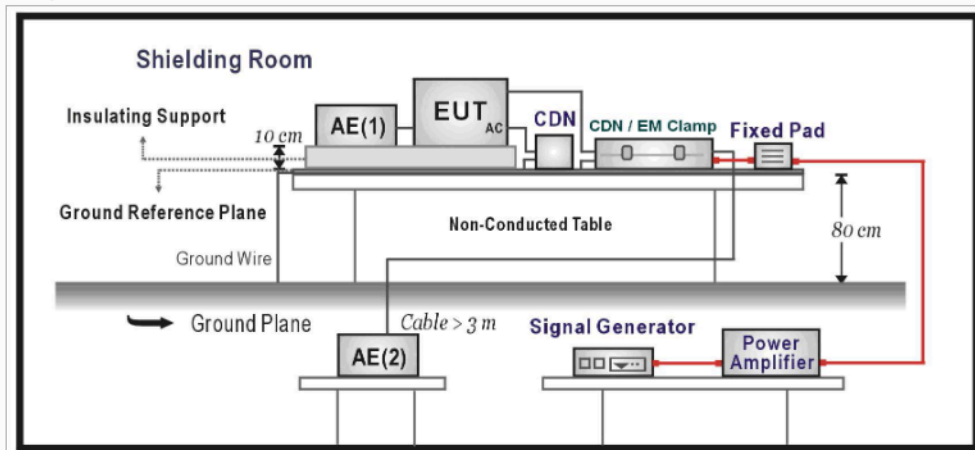 Shielding Room
Insulating Support
10 cm
AE(1)
EUT
AC
CDN
CDN / EM Clamp
Fixed Pad
Ground Reference Plane
Non-Conducted Table
80 cm
Ground Wire
Ground Plane
Cable > 3 m
Signal Generator
AE(2)
Power
Amplifier